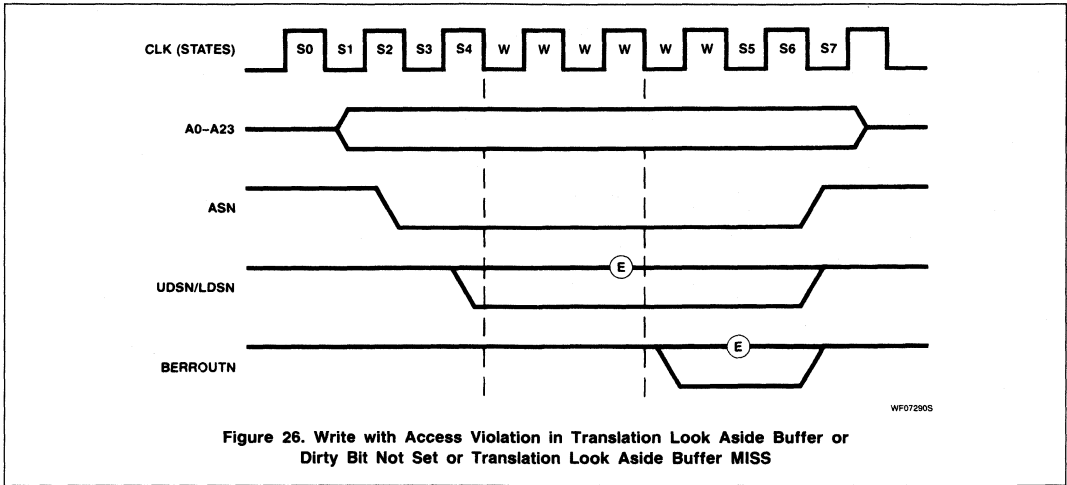 CLK (STATES) S0 S1 S2 S3 S4 W W W W W W S5 S6 S7
A0–A23
ASN
E
UDSN/LDSN
E
BERROUTN
WF07290S
Figure 26. Write with Access Violation in Translation Look Aside Buffer or
Dirty Bit Not Set or Translation Look Aside Buffer MISS